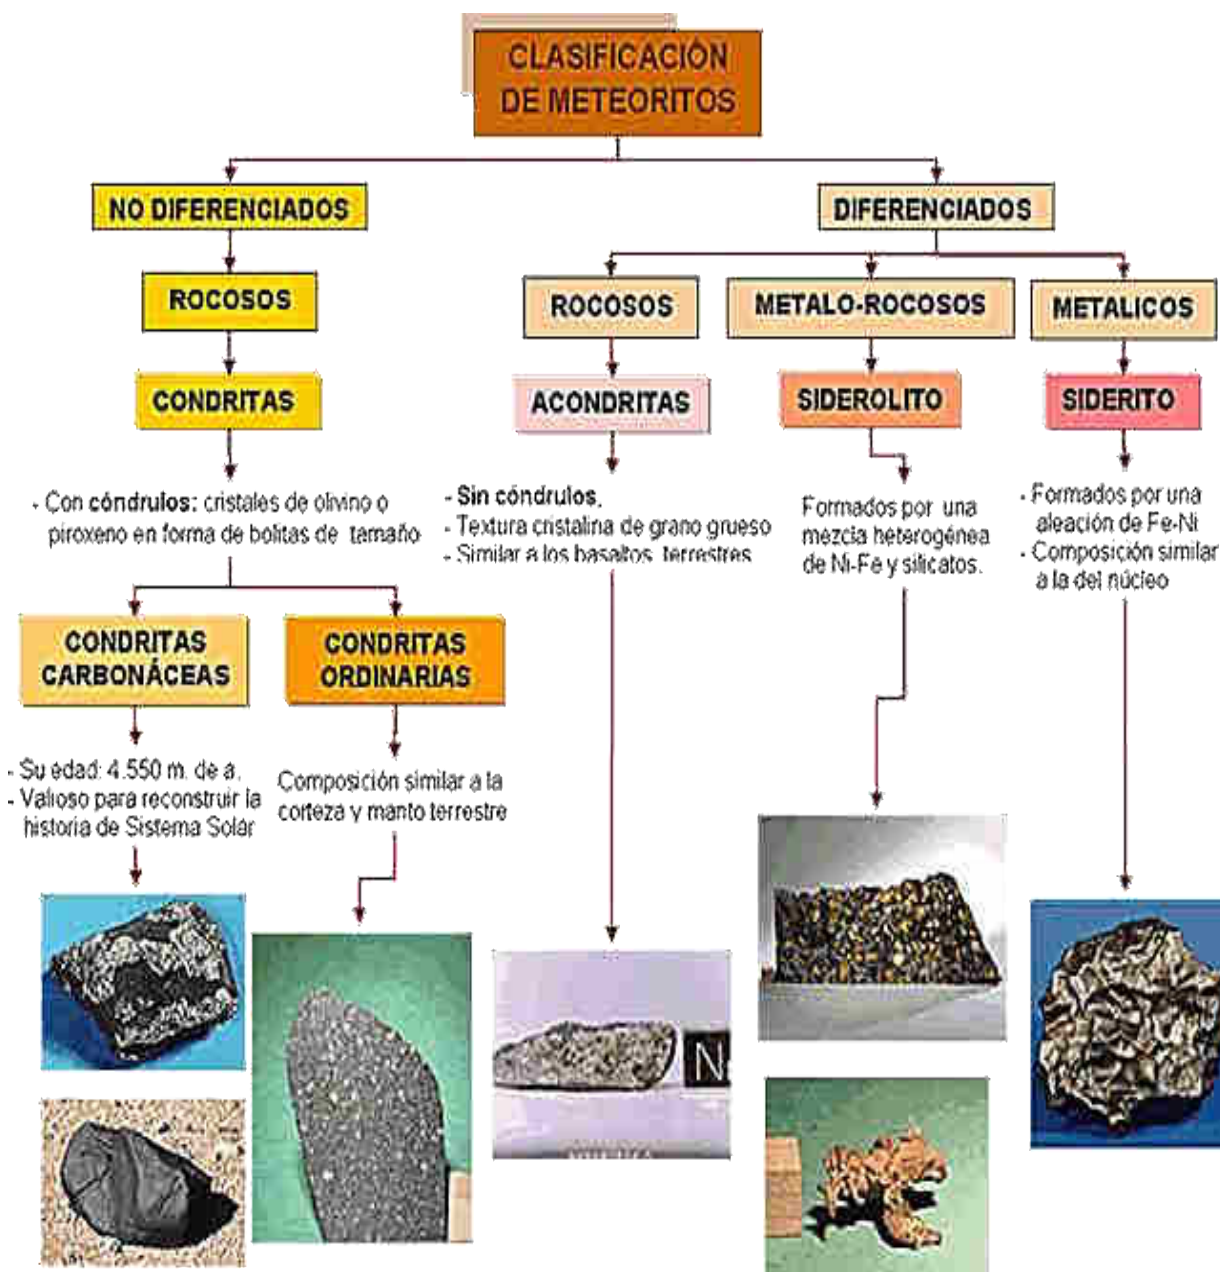 CLASIFICACIÓN
DE METEORITOS
NO DIFERENCIADOS
DIFERENCIADOS
ROCOSOS
ROCOSOS
METALO-ROCOSOS
METALICOS
CONDRITAS
ACONDRITAS
SIDEROLITO
SIDERITO
- Con cóndrulos: cristales de olivino o
piroxeno en forma de bolitas de tamaño
- Sin cóndrulos,
- Textura cristalina de grano grueso
- Similar a los basaltos terrestres
Formados por una
mezcla heterogénea
de Ni-Fe y silicatos.
- Formados por una
aleación de Fe-Ni
- Composición similar
a la del núcleo
CONDRITAS
CARBONÁCEAS
CONDRITAS
ORDINARIAS
- Su edad: 4.550 m. de a.
- Valioso para reconstruir la
historia de Sistema Solar
Composición similar a la
corteza y manto terrestre